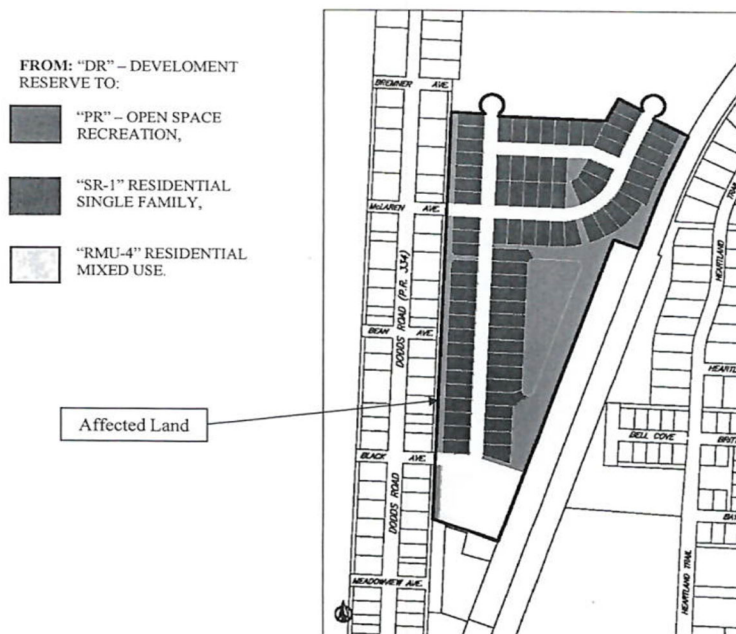 FROM: "DR" – DEVELOMENT
RESERVE TO:
"PR" – OPEN SPACE
RECREATION,
"SR-1" RESIDENTIAL
SINGLE FAMILY,
"RMU-4" RESIDENTIAL
MIXED USE.
Affected Land
BREMNER AVE.
McLAREN AVE.
DODDS ROAD (P.R. 334)
BEAN AVE.
BLACK AVE.
DODDS ROAD
MEADOWVIEW AVE.
HEARTLAND
BELL COVE
HEARTLAND TRAIL